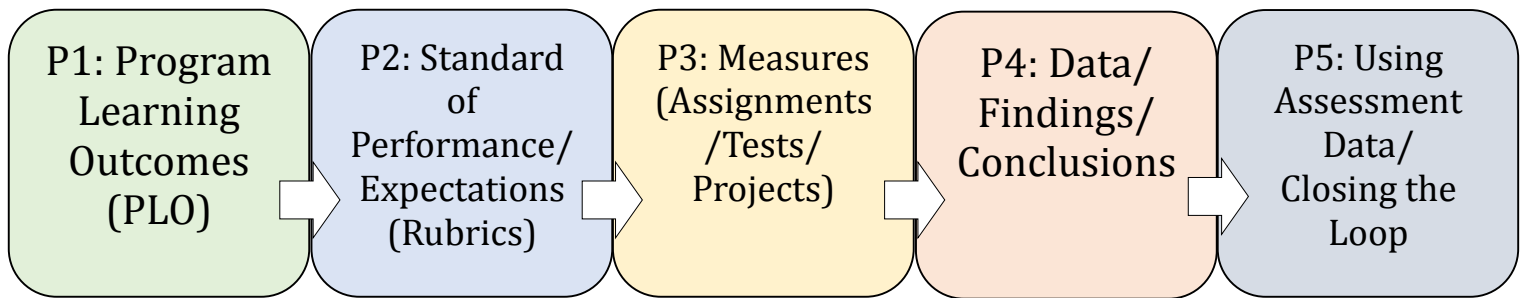 P1: Program
Learning
Outcomes
(PLO)
P2: Standard
of
Performance/
Expectations
(Rubrics)
P3: Measures
(Assignments
/Tests/
Projects)
P4: Data/
Findings/
Conclusions
P5: Using
Assessment
Data/
Closing the
Loop